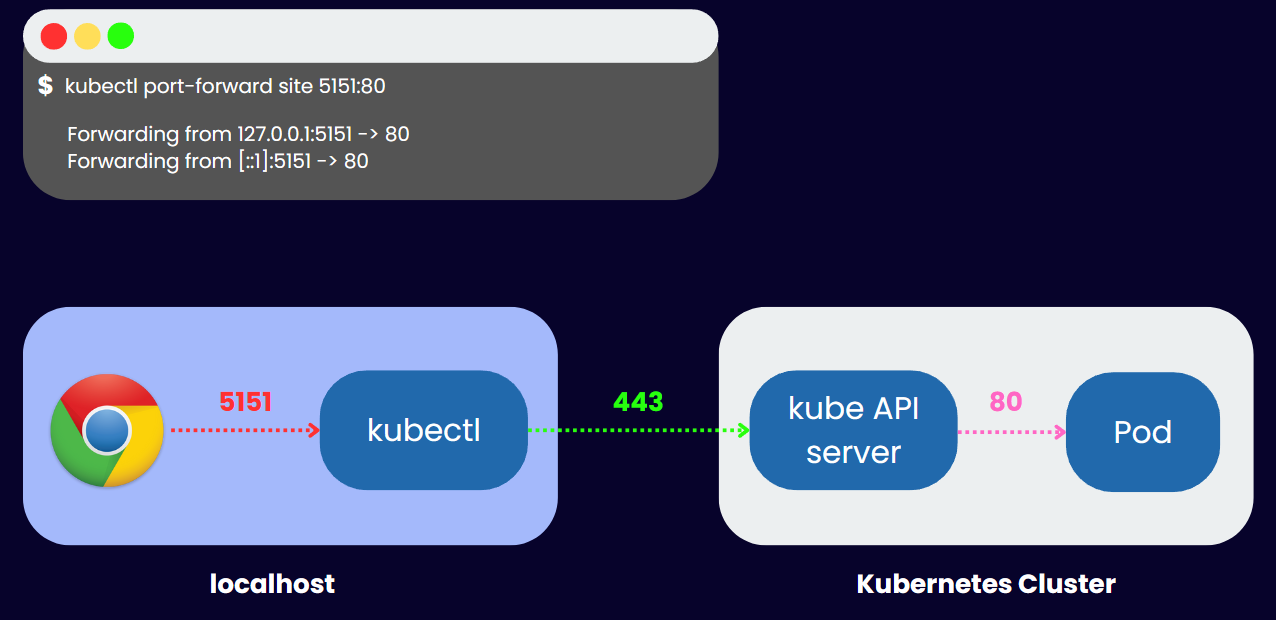 $ kubectl port-forward site 5151:80
Forwarding from 127.0.0.1:5151 -> 80
Forwarding from [::1]:5151 -> 80
5151
kubectl
443
kube API
server
80
Pod
localhost
Kubernetes Cluster